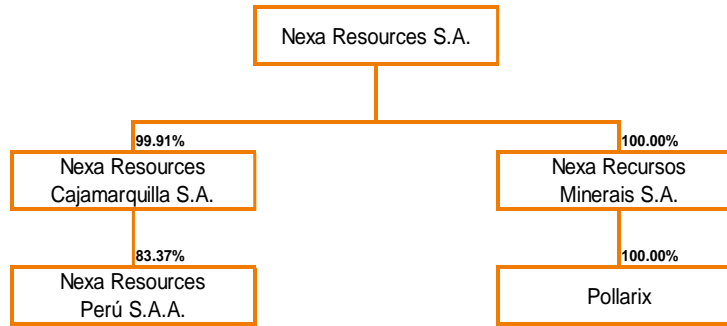 Nexa Resources S.A.
99.91%
100.00%
Nexa Resources
Cajamarquilla S.A.
Nexa Recursos
Minerais S.A.
83.37%
100.00%
Nexa Resources
Perú S.A.A.
Pollarix